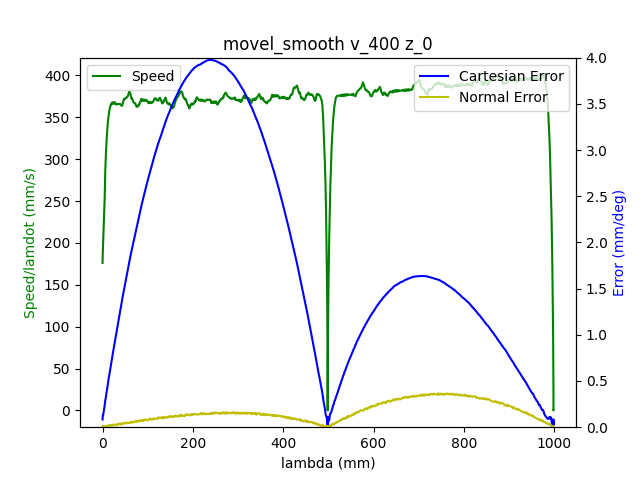 movel_smooth v_400 z_0
Speed
Cartesian Error
Normal Error
400
350
300
250
200
150
100
50
0
Speed/lamdot (mm/s)
4.0
3.5
3.0
2.5
2.0
1.5
1.0
0.5
0.0
Error (mm/deg)
0 200 400 600 800 1000
lambda (mm)